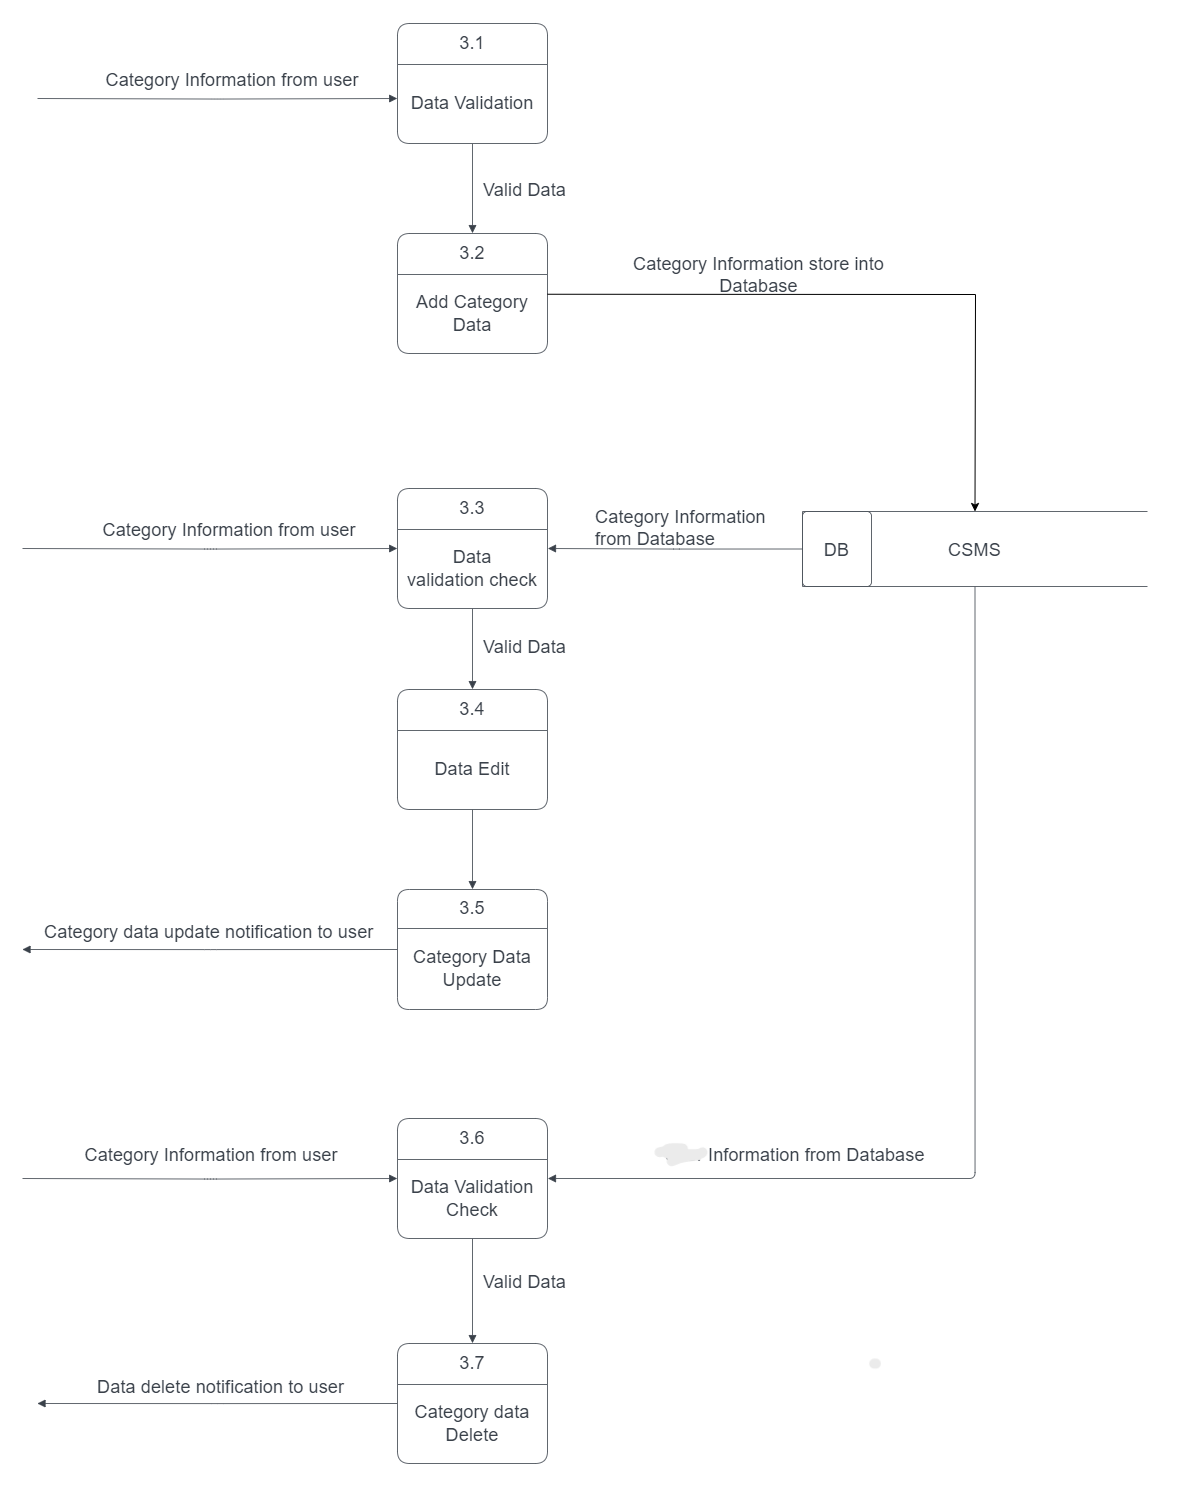 3.1
Category Information from user
Data Validation
Valid Data
3.2
Category Information store into
Database
Add Category
Data
3.3
Category Information
from Database
Category Information from user
Data
validation check
DB
CSMS
Valid Data
3.4
Data Edit
3.5
Category data update notification to user
Category Data
Update
3.6
Category Information from user
Information from Database
Data Validation
Check
Valid Data
3.7
Data delete notification to user
Category data
Delete